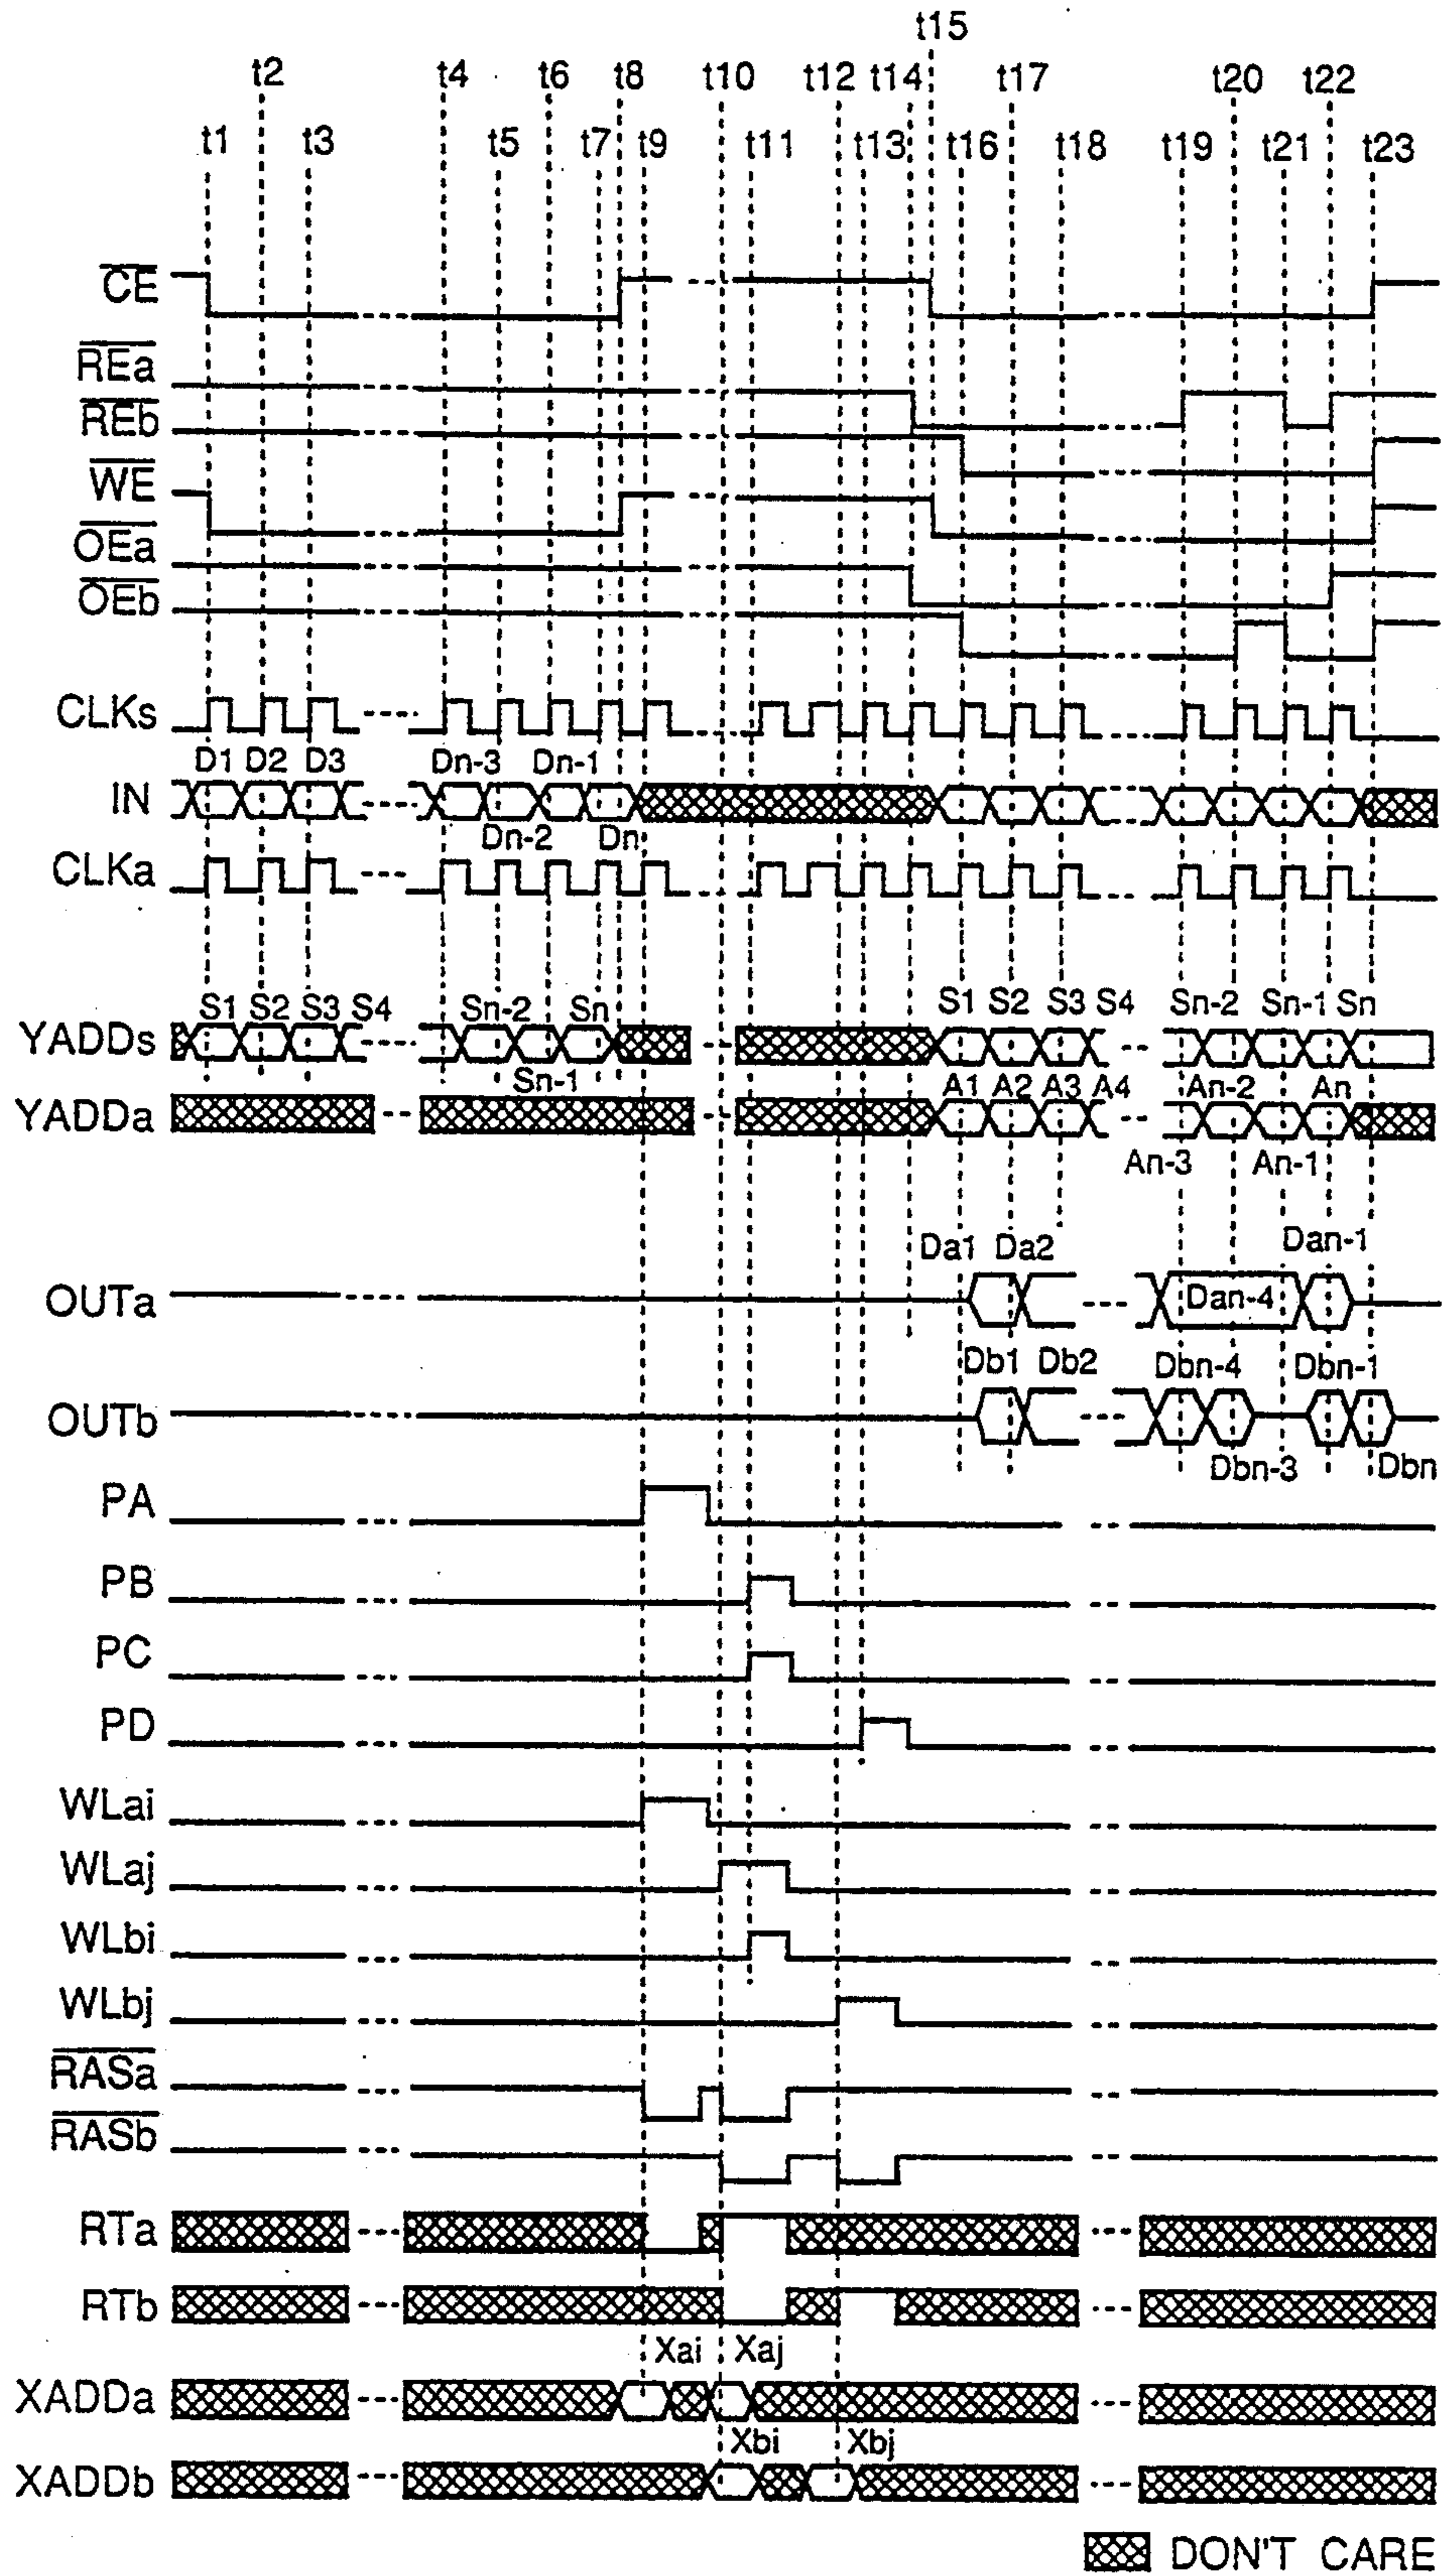 t15
t2 t4 t6 t8 t10 t12 t14 t17 t20 t22
t1 t3 t5 t7 t9 t11 t13 t16 t18 t19 t21 t23
CE
REa
REb
WE
OEa
OEb
CLKs
D1 D2 D3 Dn-3 Dn-1
IN
Dn-2 Dn
CLKa
S1 S2 S3 S4 Sn-2 Sn S1 S2 S3 S4 Sn-2 Sn-1 Sn
YADDs
Sn-1 A1 A2 A3 A4 An-2 An
YADDa
An-3 An-1
Da1 Da2 Dan-1
OUTa Dan-4
Db1 Db2 Dbn-4 Dbn-1
OUTb
Dbn-3 Dbn
PA
PB
PC
PD
WLai
WLaj
WLbi
WLbj
RASa
RASb
RTa
RTb
Xai Xaj
XADDa
Xbi Xbj
XADDb
DON'T CARE